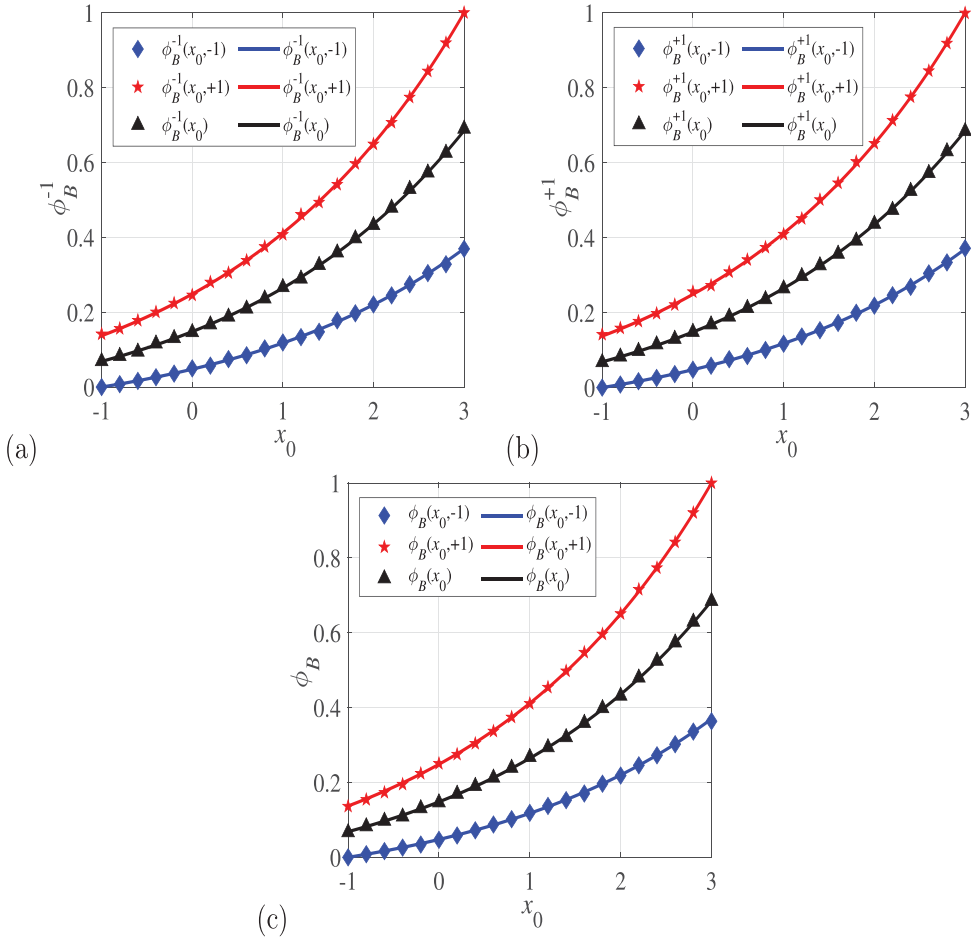 1
0.8
0.6
0.4
0.2
0
ϕ_B^{-1}
ϕ_B^{-1}(x_0,-1) ϕ_B^{-1}(x_0,-1)
ϕ_B^{-1}(x_0,+1) ϕ_B^{-1}(x_0,+1)
ϕ_B^{-1}(x_0) ϕ_B^{-1}(x_0)
-1 0 1 2 3
x_0
(a)
1
0.8
0.6
0.4
0.2
0
ϕ_B^{+1}
ϕ_B^{+1}(x_0,-1) ϕ_B^{+1}(x_0,-1)
ϕ_B^{+1}(x_0,+1) ϕ_B^{+1}(x_0,+1)
ϕ_B^{+1}(x_0) ϕ_B^{+1}(x_0)
-1 0 1 2 3
x_0
(b)
1
0.8
0.6
0.4
0.2
0
ϕ_B
ϕ_B(x_0,-1) ϕ_B(x_0,-1)
ϕ_B(x_0,+1) ϕ_B(x_0,+1)
ϕ_B(x_0) ϕ_B(x_0)
-1 0 1 2 3
x_0
(c)